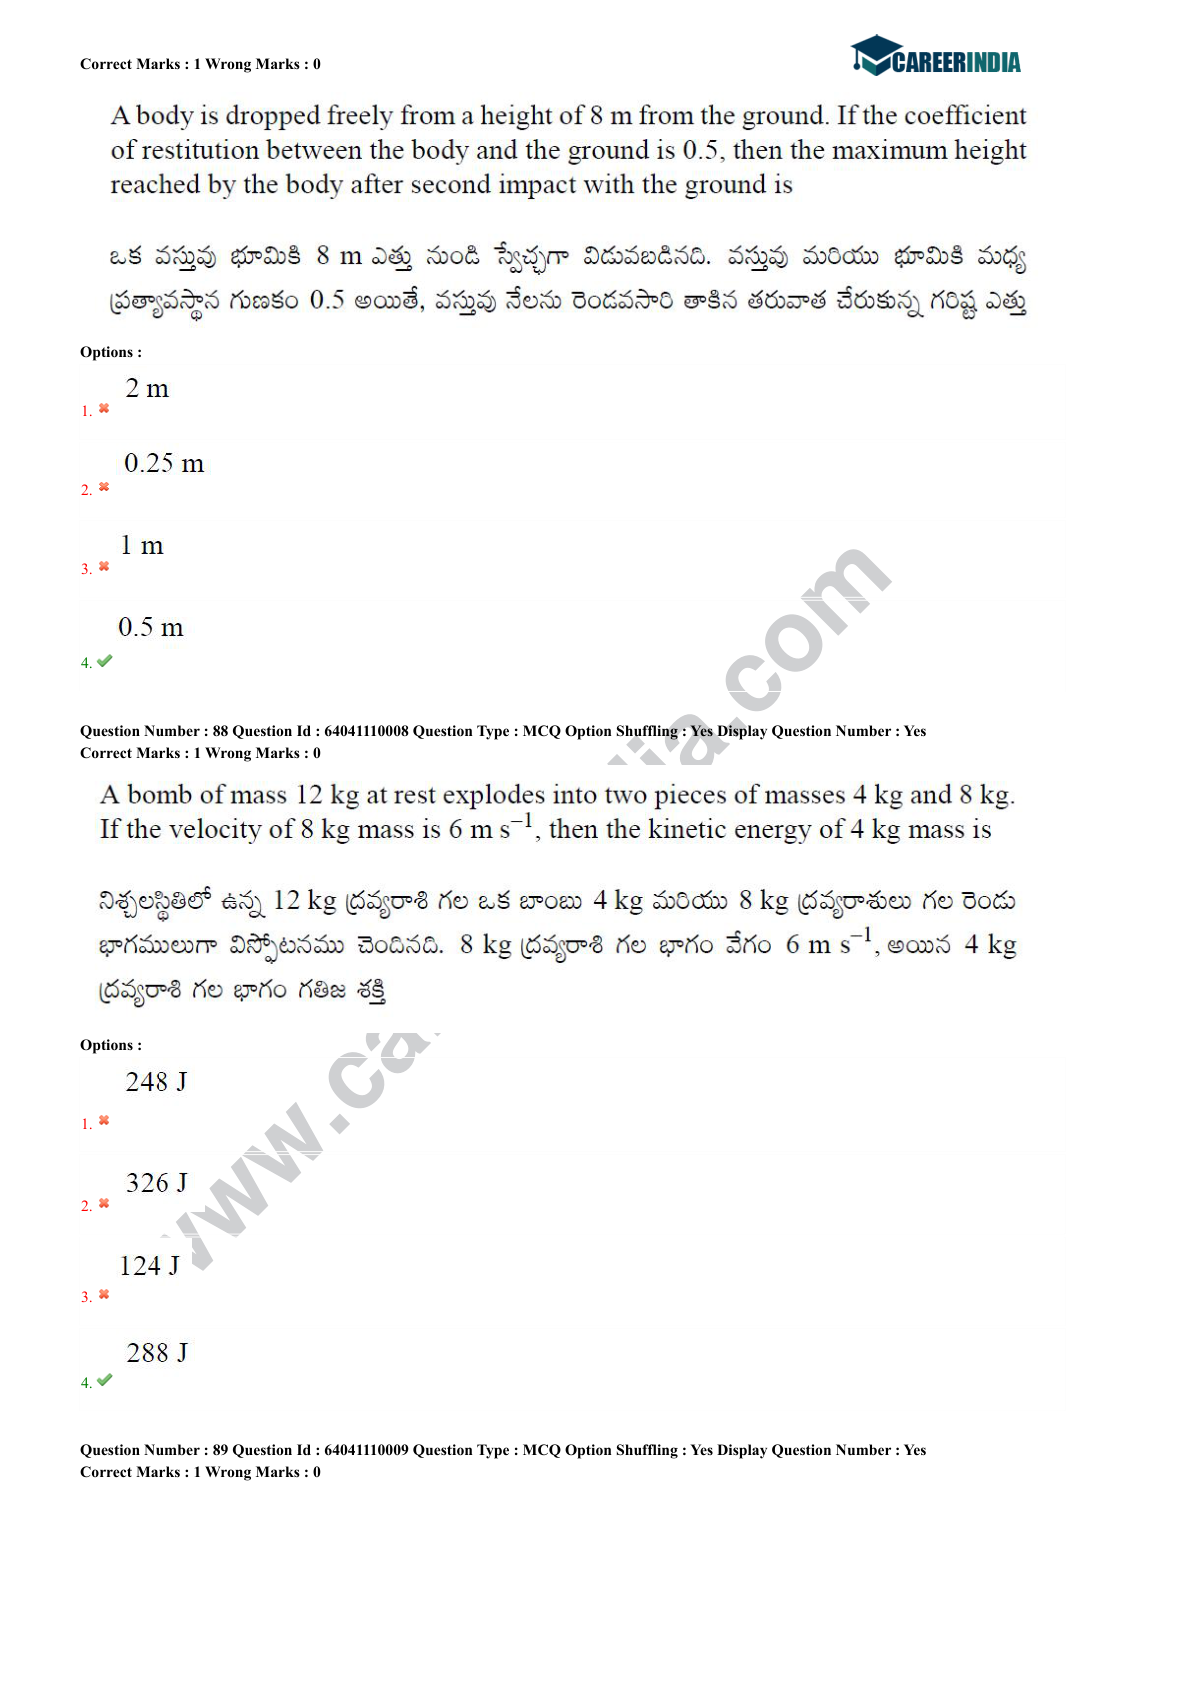 Correct Marks : 1 Wrong Marks : 0
CAREERINDIA
A body is dropped freely from a height of 8 m from the ground. If the coefficient
of restitution between the body and the ground is 0.5, then the maximum height
reached by the body after second impact with the ground is
ఒక వస్తువు భూమికి 8 m ఎత్తు నుండి స్వేచ్ఛగా విడువబడినది. వస్తువు మరియు భూమికి మధ్య
ప్రత్యావస్థాన గుణకం 0.5 అయితే, వస్తువు నేలను రెండవసారి తాకిన తరువాత చేరుకున్న గరిష్ట ఎత్తు
Options :
2 m
1.
0.25 m
2.
1 m
3.
0.5 m
4.
Question Number : 88 Question Id : 64041110008 Question Type : MCQ Option Shuffling : Yes Display Question Number : Yes
Correct Marks : 1 Wrong Marks : 0
A bomb of mass 12 kg at rest explodes into two pieces of masses 4 kg and 8 kg.
If the velocity of 8 kg mass is 6 m s⁻¹, then the kinetic energy of 4 kg mass is
నిశ్చలస్థితిలో ఉన్న 12 kg ద్రవ్యరాశి గల ఒక బాంబు 4 kg మరియు 8 kg ద్రవ్యరాశులు గల రెండు
భాగములుగా విస్ఫోటనము చెందినది. 8 kg ద్రవ్యరాశి గల భాగం వేగం 6 m s⁻¹, అయిన 4 kg
ద్రవ్యరాశి గల భాగం గతిజ శక్తి
Options :
248 J
1.
326 J
2.
124 J
3.
288 J
4.
Question Number : 89 Question Id : 64041110009 Question Type : MCQ Option Shuffling : Yes Display Question Number : Yes
Correct Marks : 1 Wrong Marks : 0